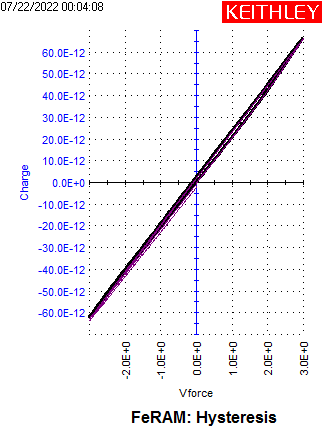 07/22/2022 00:04:08
KEITHLEY
60.0E-12
50.0E-12
40.0E-12
30.0E-12
20.0E-12
10.0E-12
0.0E+0
-10.0E-12
-20.0E-12
-30.0E-12
-40.0E-12
-50.0E-12
-60.0E-12
Charge
-2.0E+0
-1.0E+0
0.0E+0
1.0E+0
2.0E+0
3.0E+0
Vforce
FeRAM: Hysteresis